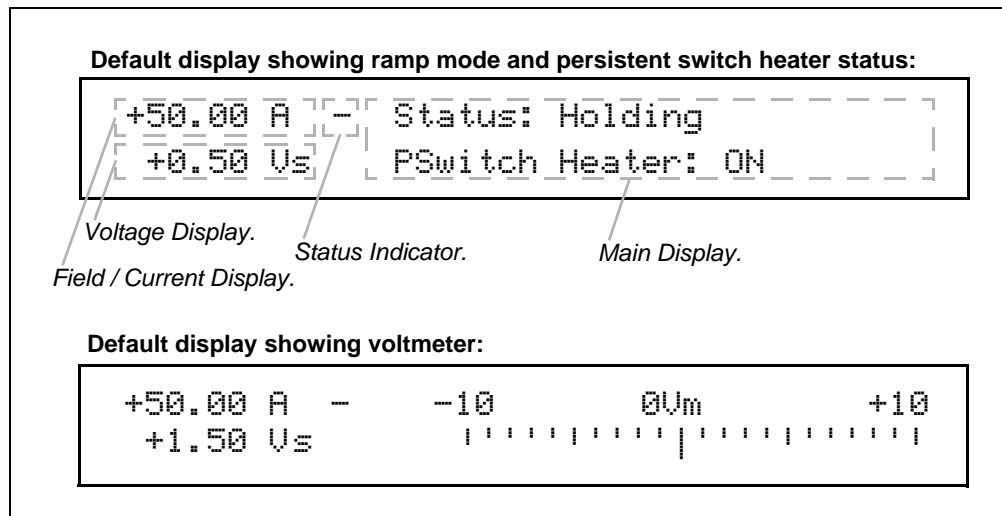 Default display showing ramp mode and persistent switch heater status:
+50.00 A – Status: Holding
+0.50 Vs PSwitch Heater: ON
Voltage Display.
Status Indicator.
Main Display.
Field / Current Display.
Default display showing voltmeter:
+50.00 A – -10 0Vm +10
+1.50 Vs